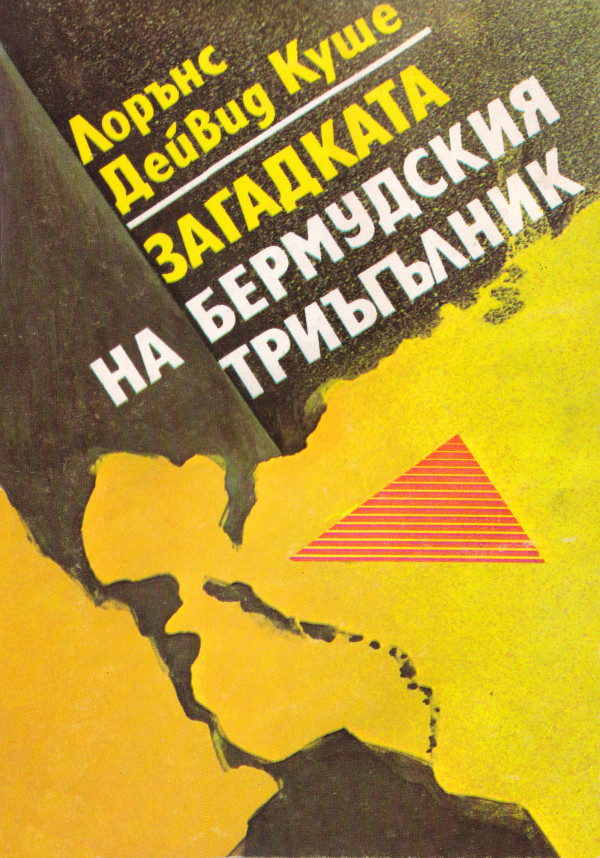 Лорънс
Дейвид Куше
ЗАГАДКАТА
НА БЕРМУДСКИЯ
ТРИЪГЪЛНИК